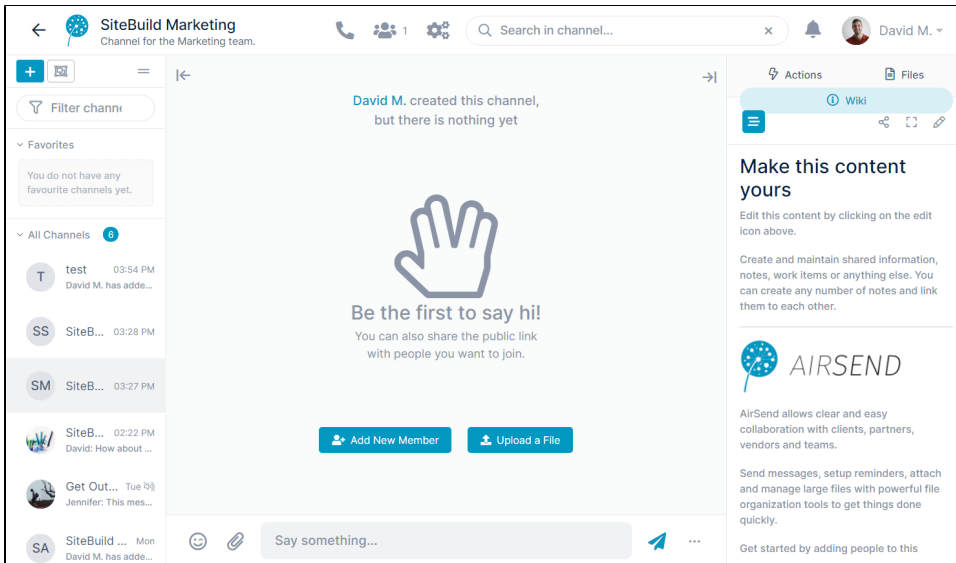 SiteBuild Marketing
Channel for the Marketing team.
1
Search in channel...
David M.
Filter channe
Favorites
You do not have any
favourite channels yet.
All Channels 6
T
test 03:54 PM
David M. has adde...
SS
SiteB... 03:28 PM
SM
SiteB... 03:27 PM
SiteB... 02:22 PM
David: How about ...
Get Out... Tue
Jennifer: This mes...
SA
SiteBuild ... Mon
David M. has adde...
David M. created this channel,
but there is nothing yet
Be the first to say hi!
You can also share the public link
with people you want to join.
Add New Member
Upload a File
Say something...
Actions
Files
Wiki
Make this content
yours
Edit this content by clicking on the edit
icon above.
Create and maintain shared information,
notes, work items or anything else. You
can create any number of notes and link
them to each other.
AIRSEND
AirSend allows clear and easy
collaboration with clients, partners,
vendors and teams.
Send messages, setup reminders, attach
and manage large files with powerful file
organization tools to get things done
quickly.
Get started by adding people to this